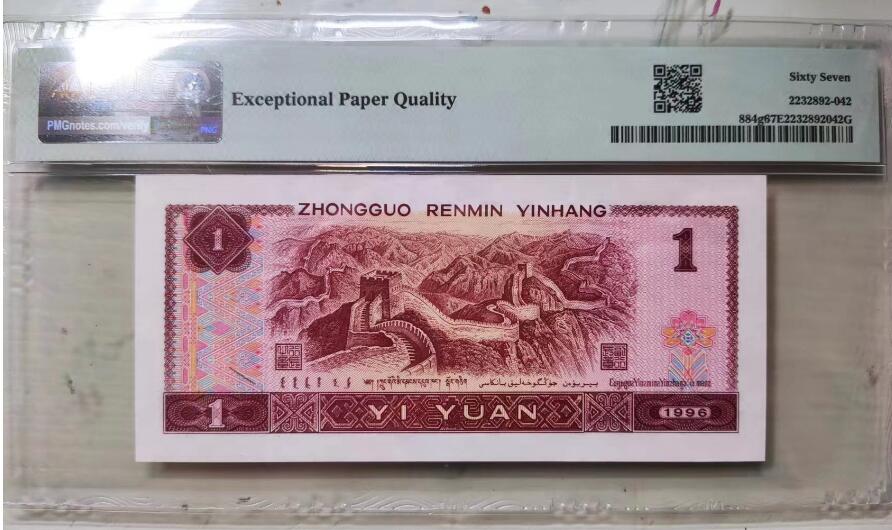 Sixty Seven
Exceptional Paper Quality
2232892-042
884g67E2232892042G
PMGnotes.com/verify
PMG
ZHONGGUO RENMIN YINHANG
1
1
1
YI YUAN
1996